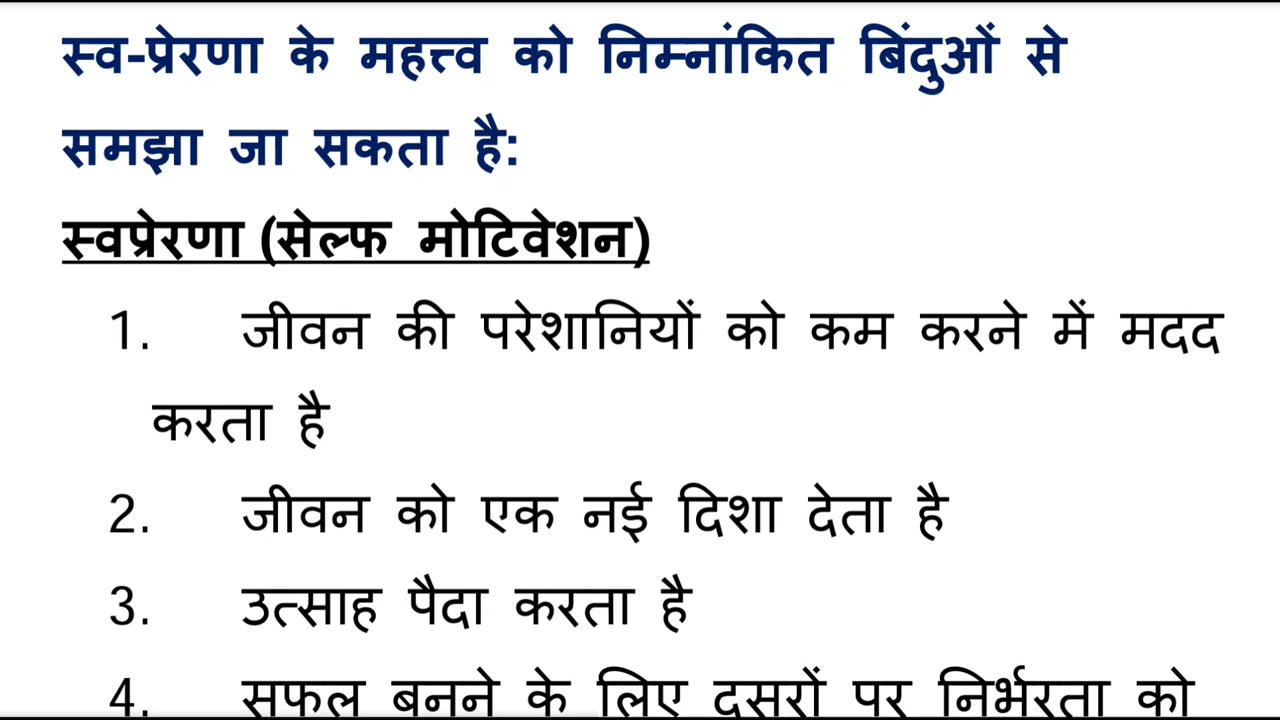 स्व-प्रेरणा के महत्त्व को निम्नांकित बिंदुओं से
समझा जा सकता है:
स्वप्रेरणा (सेल्फ मोटिवेशन)
1. जीवन की परेशानियों को कम करने में मदद
करता है
2. जीवन को एक नई दिशा देता है
3. उत्साह पैदा करता है
4. सफल बनने के लिए दूसरों पर निर्भरता को